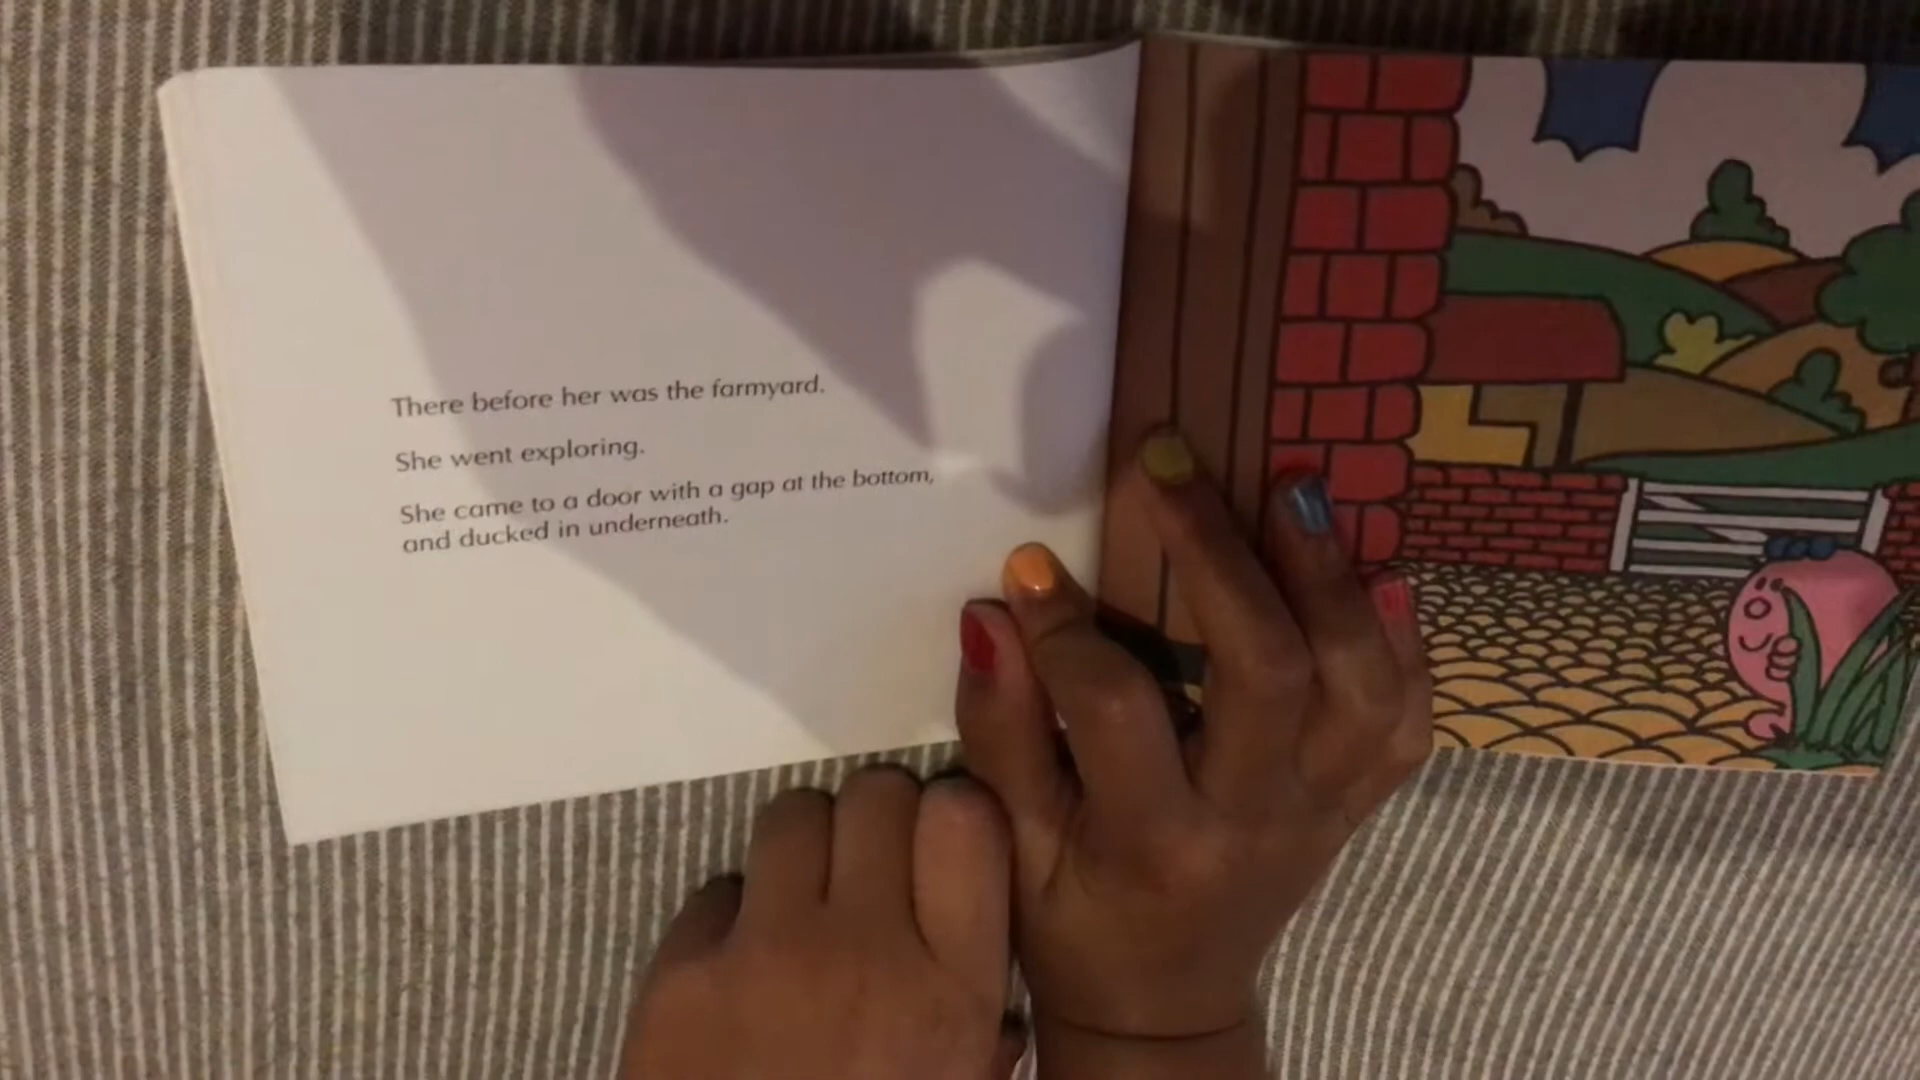 There before her was the farmyard.
She went exploring.
She came to a door with a gap at the bottom,
and ducked in underneath.